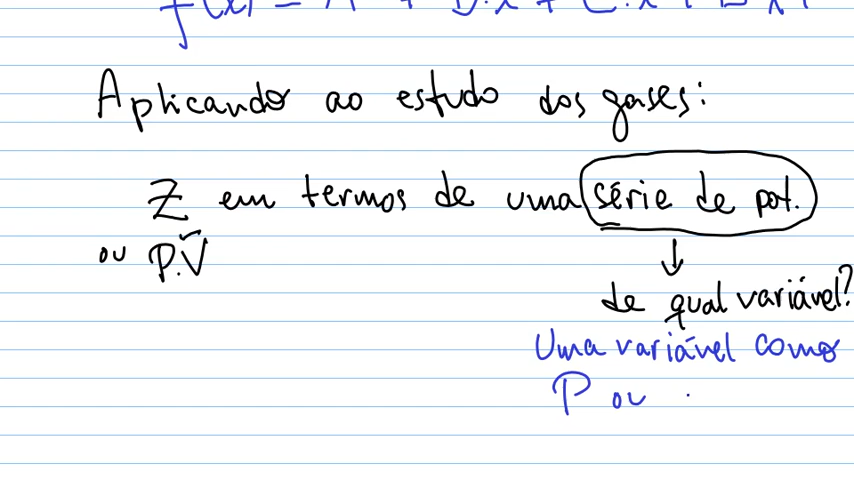 f(x) = A + B.x + C.x + D x
Aplicando ao estudo dos gases:
Z em termos de uma série de pot.
ou P.Ṽ
↓
de qual variável?
Uma variável como
P ou